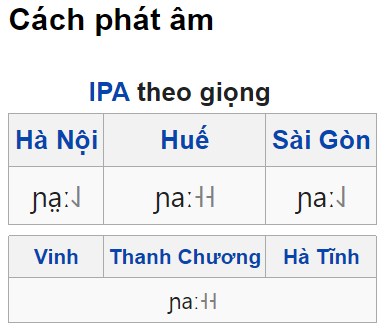 Cách phát âm
IPA theo giọng
Hà Nội Huế Sài Gòn
ɲa̤ː˨˩ ɲaː˧˧ ɲaː˨˩
Vinh Thanh Chương Hà Tĩnh
ɲaː˧˧